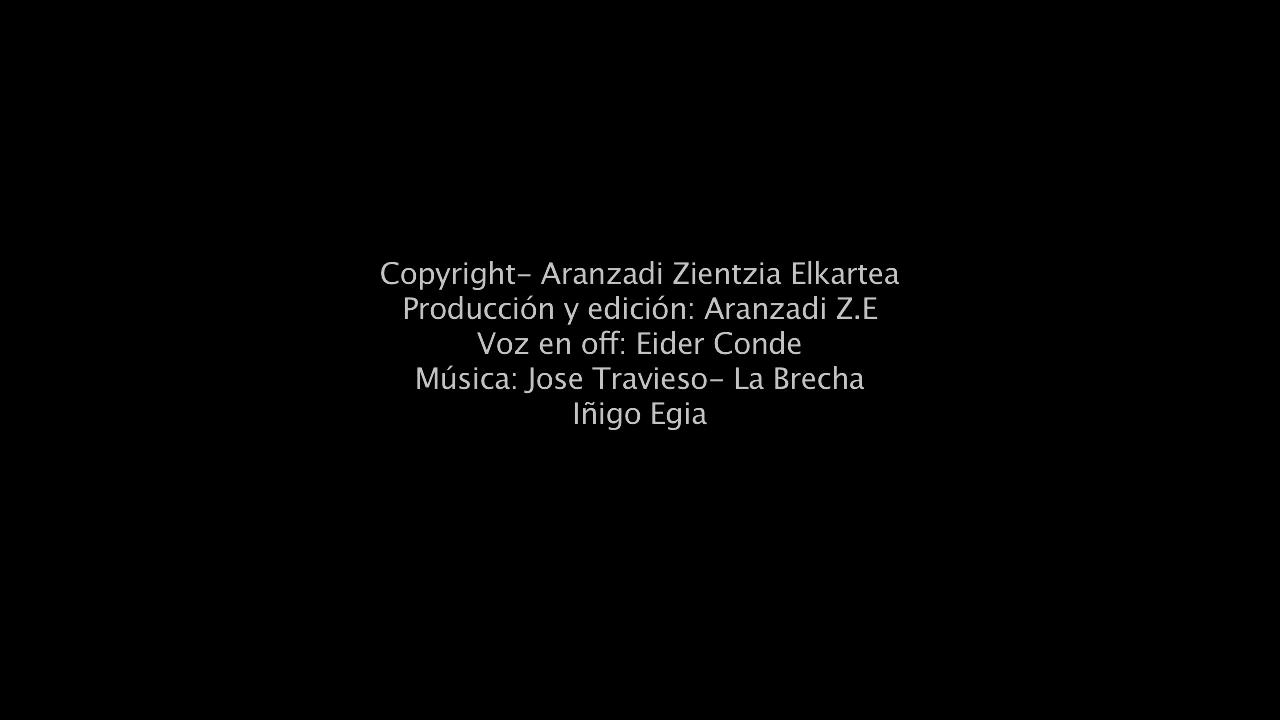 Copyright- Aranzadi Zientzia Elkartea
Producción y edición: Aranzadi Z.E
Voz en off: Eider Conde
Música: Jose Travieso- La Brecha
Iñigo Egia